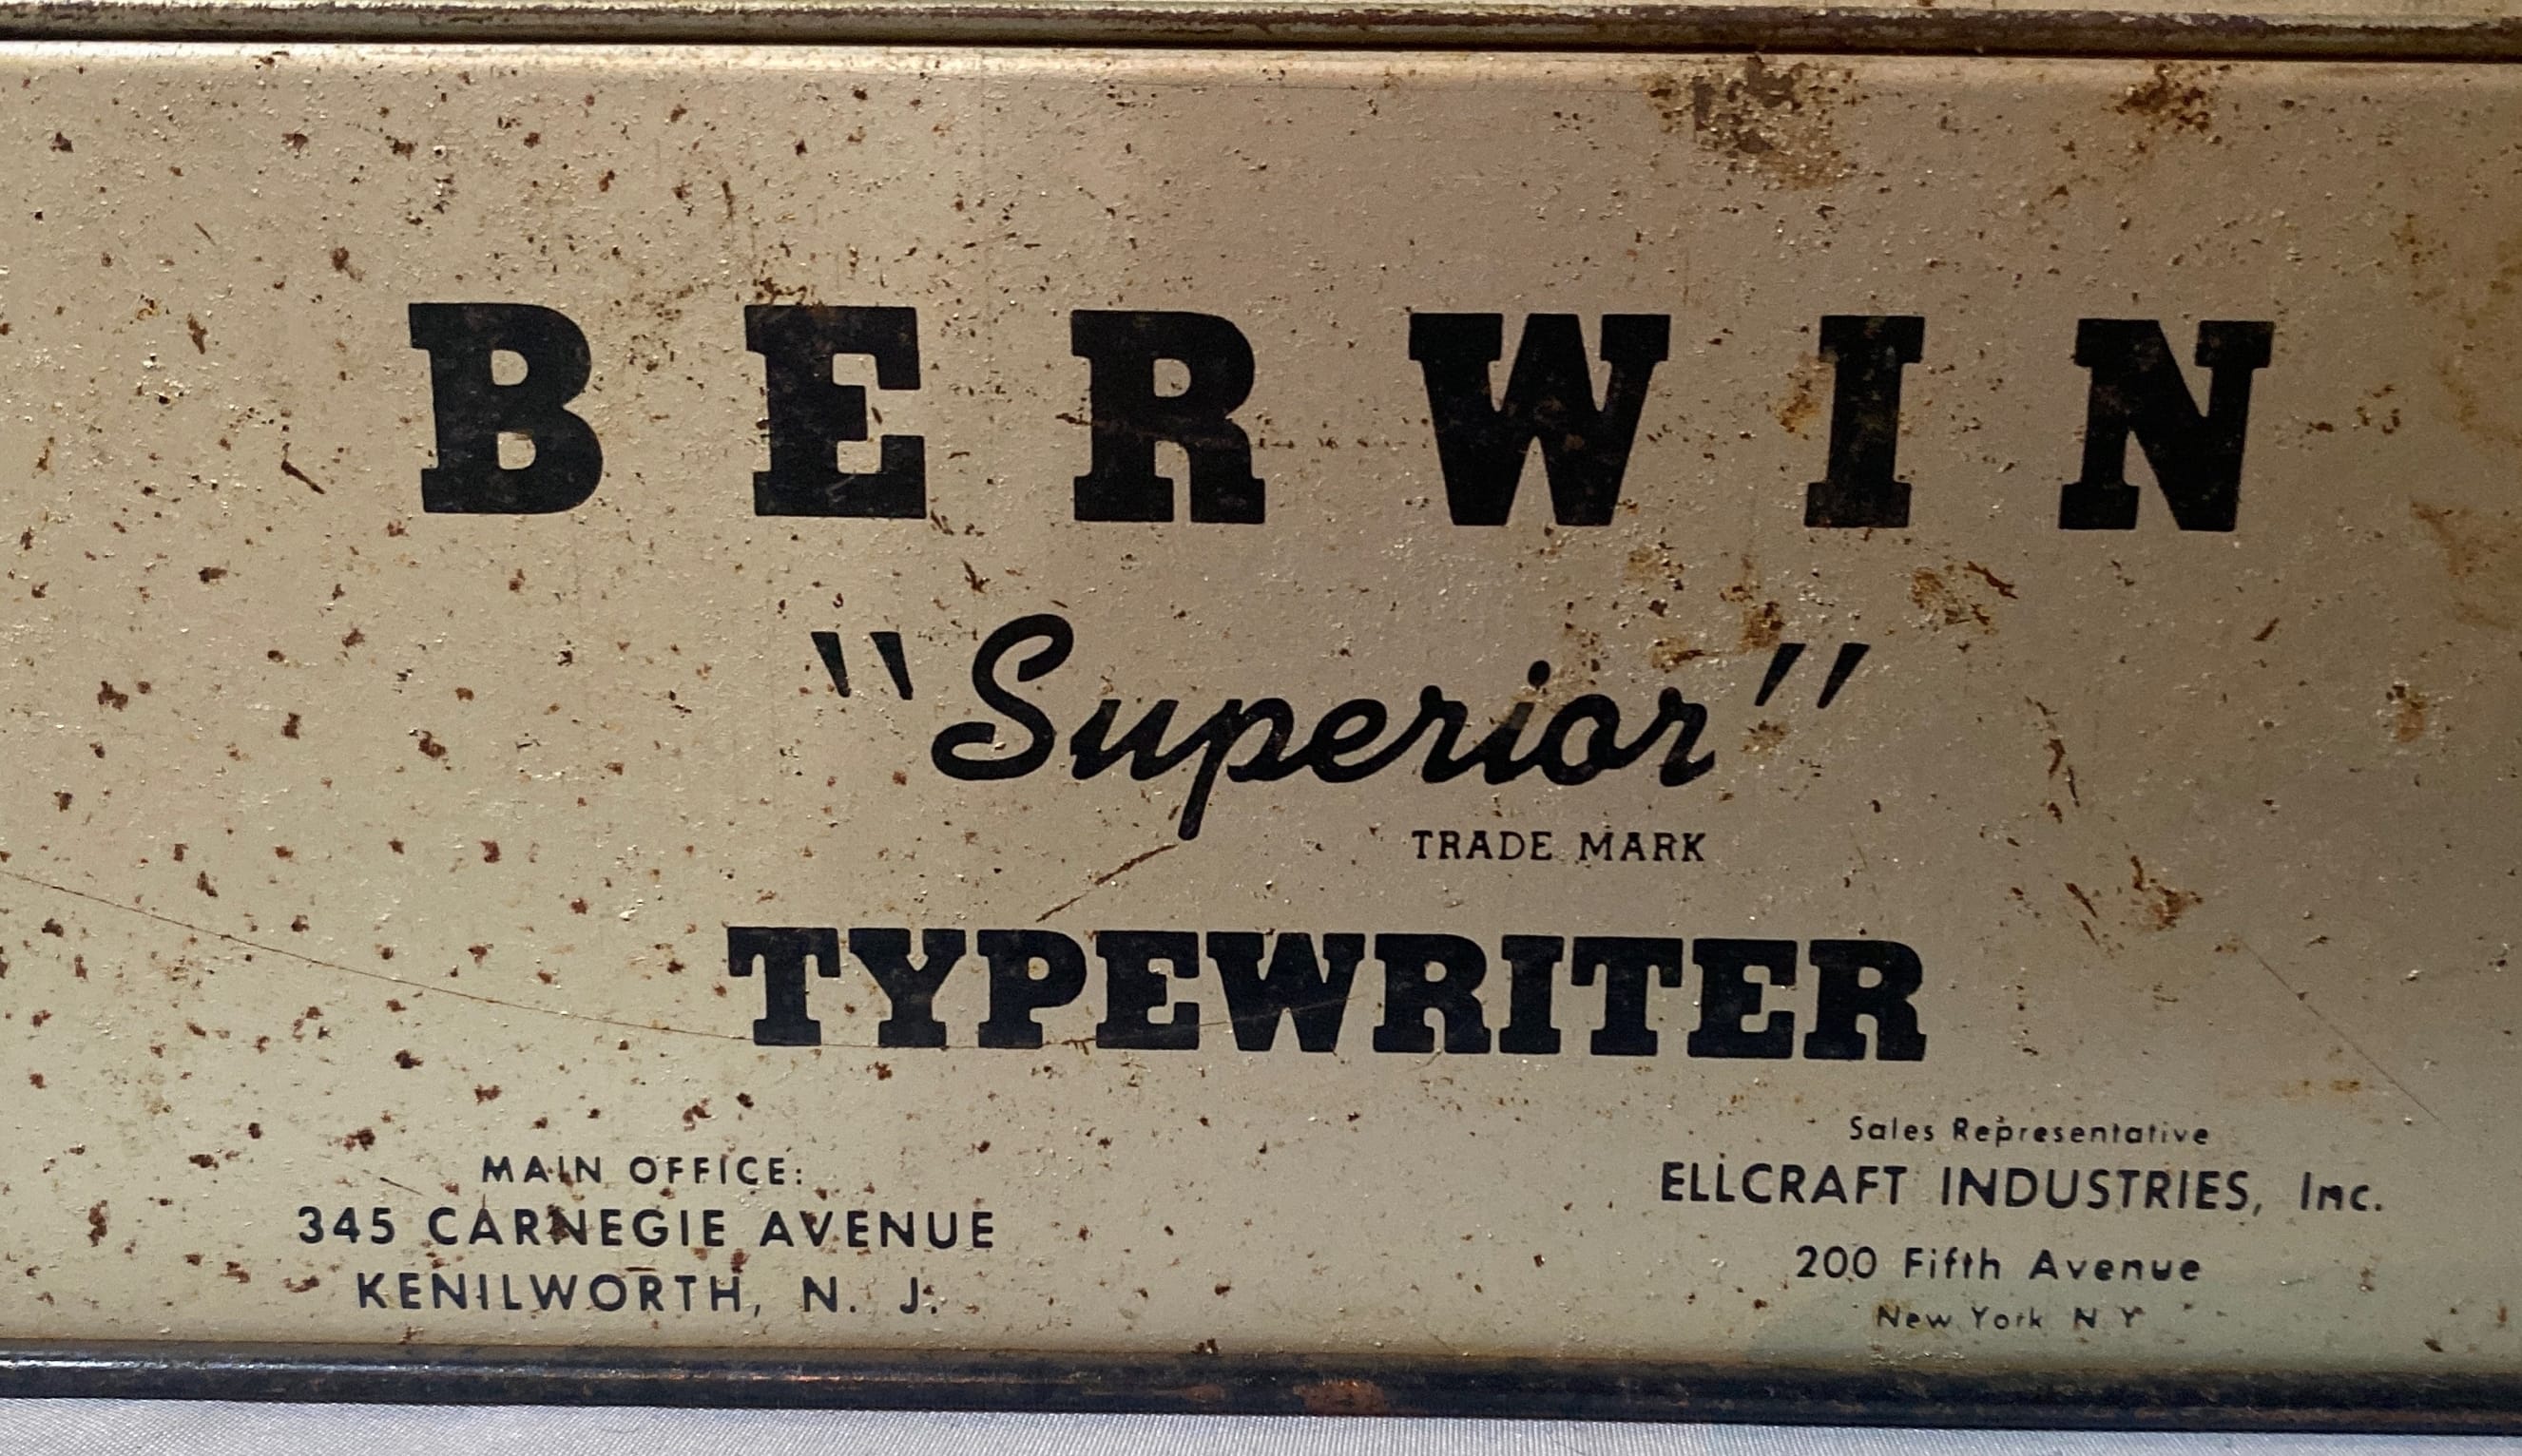 BERWIN
"Superior"
TRADE MARK
TYPEWRITER
MAIN OFFICE:
345 CARNEGIE AVENUE
KENILWORTH, N. J.
Sales Representative
ELLCRAFT INDUSTRIES, Inc.
200 Fifth Avenue
New York N Y